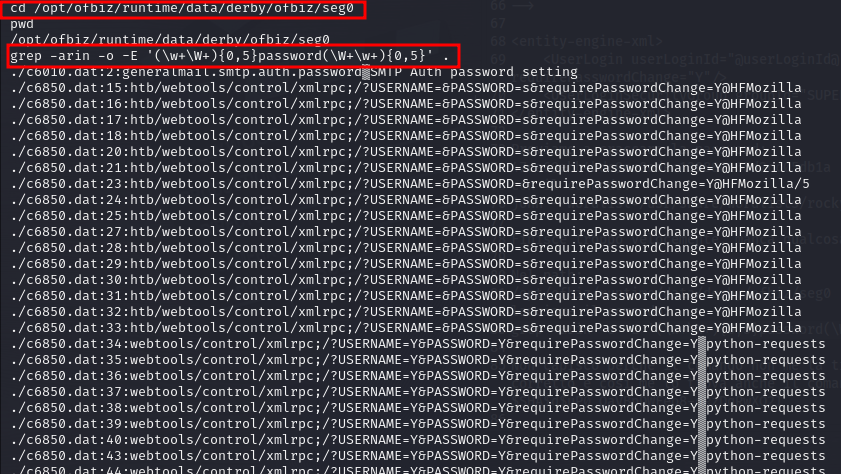 cd /opt/ofbiz/runtime/data/derby/ofbiz/seg0
pwd
/opt/ofbiz/runtime/data/derby/ofbiz/seg0
grep -arin -o -E '(\w+\W+){0,5}password(\W+\w+){0,5}' .
./c6010.dat:2:generalmail.smtp.auth.password SMTP Auth password setting
./c6850.dat:15:htb/webtools/control/xmlrpc;/?USERNAME=&PASSWORD=s&requirePasswordChange=Y@HFMozilla
./c6850.dat:16:htb/webtools/control/xmlrpc;/?USERNAME=&PASSWORD=s&requirePasswordChange=Y@HFMozilla
./c6850.dat:17:htb/webtools/control/xmlrpc;/?USERNAME=&PASSWORD=s&requirePasswordChange=Y@HFMozilla
./c6850.dat:18:htb/webtools/control/xmlrpc;/?USERNAME=&PASSWORD=s&requirePasswordChange=Y@HFMozilla
./c6850.dat:20:htb/webtools/control/xmlrpc;/?USERNAME=&PASSWORD=s&requirePasswordChange=Y@HFMozilla
./c6850.dat:21:htb/webtools/control/xmlrpc;/?USERNAME=&PASSWORD=s&requirePasswordChange=Y@HFMozilla
./c6850.dat:23:htb/webtools/control/xmlrpc;/?USERNAME=&PASSWORD=&requirePasswordChange=Y@HFMozilla/5
./c6850.dat:24:htb/webtools/control/xmlrpc;/?USERNAME=&PASSWORD=s&requirePasswordChange=Y@HFMozilla
./c6850.dat:25:htb/webtools/control/xmlrpc;/?USERNAME=&PASSWORD=s&requirePasswordChange=Y@HFMozilla
./c6850.dat:27:htb/webtools/control/xmlrpc;/?USERNAME=&PASSWORD=s&requirePasswordChange=Y@HFMozilla
./c6850.dat:28:htb/webtools/control/xmlrpc;/?USERNAME=&PASSWORD=s&requirePasswordChange=Y@HFMozilla
./c6850.dat:29:htb/webtools/control/xmlrpc;/?USERNAME=&PASSWORD=s&requirePasswordChange=Y@HFMozilla
./c6850.dat:30:htb/webtools/control/xmlrpc;/?USERNAME=&PASSWORD=s&requirePasswordChange=Y@HFMozilla
./c6850.dat:31:htb/webtools/control/xmlrpc;/?USERNAME=&PASSWORD=s&requirePasswordChange=Y@HFMozilla
./c6850.dat:32:htb/webtools/control/xmlrpc;/?USERNAME=&PASSWORD=s&requirePasswordChange=Y@HFMozilla
./c6850.dat:33:htb/webtools/control/xmlrpc;/?USERNAME=&PASSWORD=s&requirePasswordChange=Y@HFMozilla
./c6850.dat:34:webtools/control/xmlrpc;/?USERNAME=Y&PASSWORD=Y&requirePasswordChange=Y python-requests
./c6850.dat:35:webtools/control/xmlrpc;/?USERNAME=Y&PASSWORD=Y&requirePasswordChange=Y python-requests
./c6850.dat:36:webtools/control/xmlrpc;/?USERNAME=Y&PASSWORD=Y&requirePasswordChange=Y python-requests
./c6850.dat:37:webtools/control/xmlrpc;/?USERNAME=Y&PASSWORD=Y&requirePasswordChange=Y python-requests
./c6850.dat:38:webtools/control/xmlrpc;/?USERNAME=Y&PASSWORD=Y&requirePasswordChange=Y python-requests
./c6850.dat:39:webtools/control/xmlrpc;/?USERNAME=Y&PASSWORD=Y&requirePasswordChange=Y python-requests
./c6850.dat:40:webtools/control/xmlrpc;/?USERNAME=Y&PASSWORD=Y&requirePasswordChange=Y python-requests
./c6850.dat:43:webtools/control/xmlrpc;/?USERNAME=Y&PASSWORD=Y&requirePasswordChange=Y python-requests
./c6850.dat:44:webtools/control/xmlrpc;/?USERNAME=Y&PASSWORD=Y&requirePasswordChange=Y python-requests